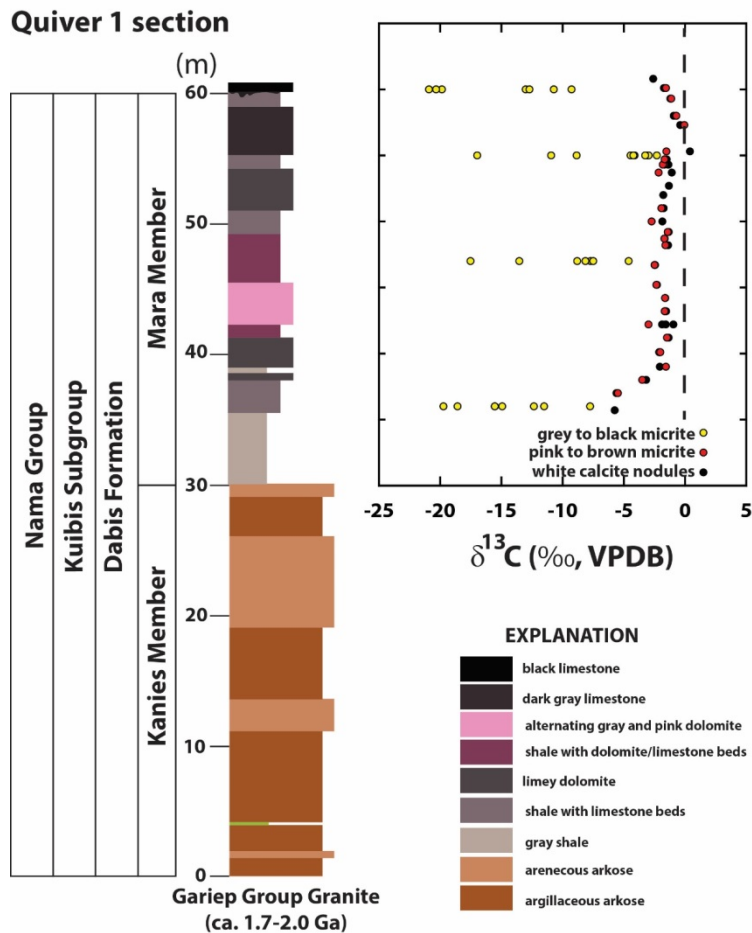 Quiver 1 section
(m)
60
50
40
30
20
10
0
Nama Group
Kuibis Subgroup
Dabis Formation
Mara Member
Kanies Member
Gariep Group Granite
(ca. 1.7-2.0 Ga)
grey to black micrite
pink to brown micrite
white calcite nodules
-25 -20 -15 -10 -5 0 5
δ13C (‰, VPDB)
EXPLANATION
black limestone
dark gray limestone
alternating gray and pink dolomite
shale with dolomite/limestone beds
limey dolomite
shale with limestone beds
gray shale
arenecous arkose
argillaceous arkose